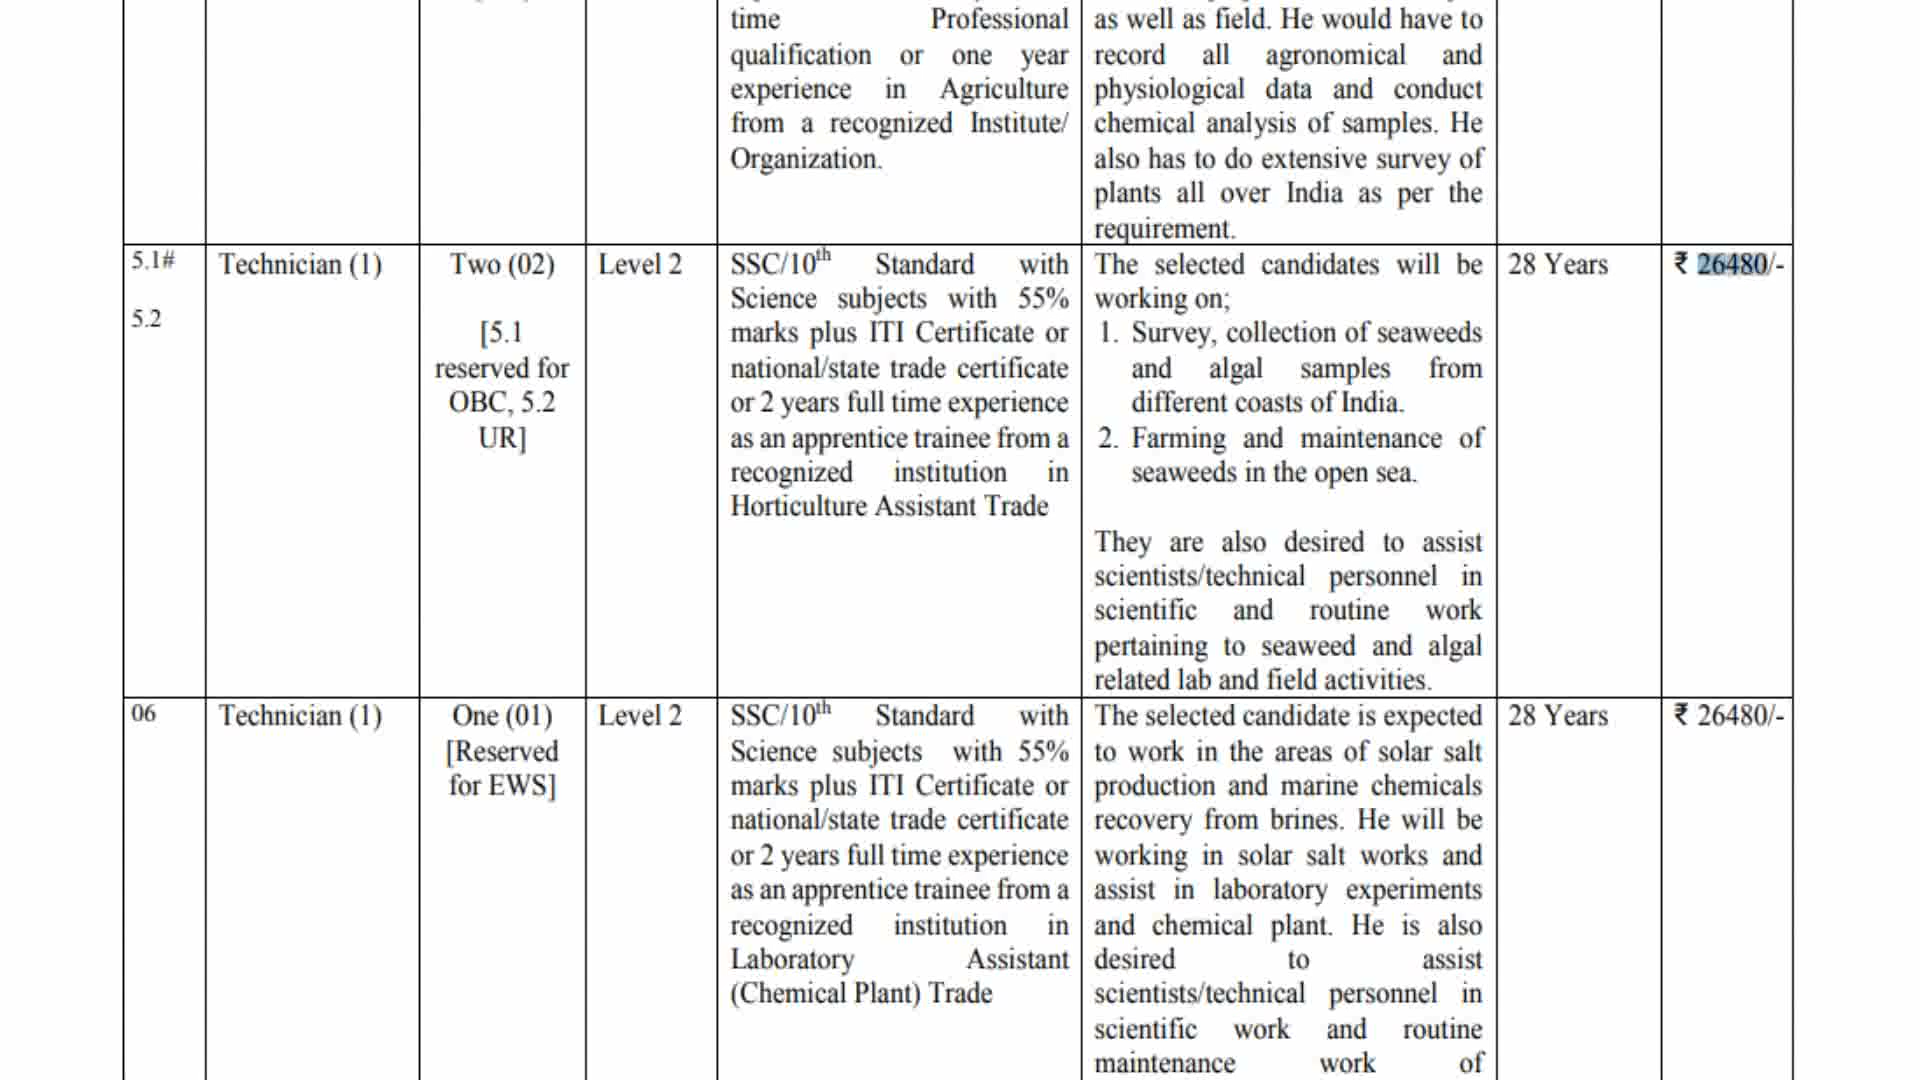 time Professional
qualification or one year
experience in Agriculture
from a recognized Institute/
Organization.
as well as field. He would have to
record all agronomical and
physiological data and conduct
chemical analysis of samples. He
also has to do extensive survey of
plants all over India as per the
requirement.
5.1#
5.2
Technician (1)
Two (02)
[5.1
reserved for
OBC, 5.2
UR]
Level 2
SSC/10th Standard with
Science subjects with 55%
marks plus ITI Certificate or
national/state trade certificate
or 2 years full time experience
as an apprentice trainee from a
recognized institution in
Horticulture Assistant Trade
The selected candidates will be
working on;
1. Survey, collection of seaweeds
and algal samples from
different coasts of India.
2. Farming and maintenance of
seaweeds in the open sea.
They are also desired to assist
scientists/technical personnel in
scientific and routine work
pertaining to seaweed and algal
related lab and field activities.
28 Years
₹ 26480/-
06
Technician (1)
One (01)
[Reserved
for EWS]
Level 2
SSC/10th Standard with
Science subjects with 55%
marks plus ITI Certificate or
national/state trade certificate
or 2 years full time experience
as an apprentice trainee from a
recognized institution in
Laboratory Assistant
(Chemical Plant) Trade
The selected candidate is expected
to work in the areas of solar salt
production and marine chemicals
recovery from brines. He will be
working in solar salt works and
assist in laboratory experiments
and chemical plant. He is also
desired to assist
scientists/technical personnel in
scientific work and routine
maintenance work of
28 Years
₹ 26480/-